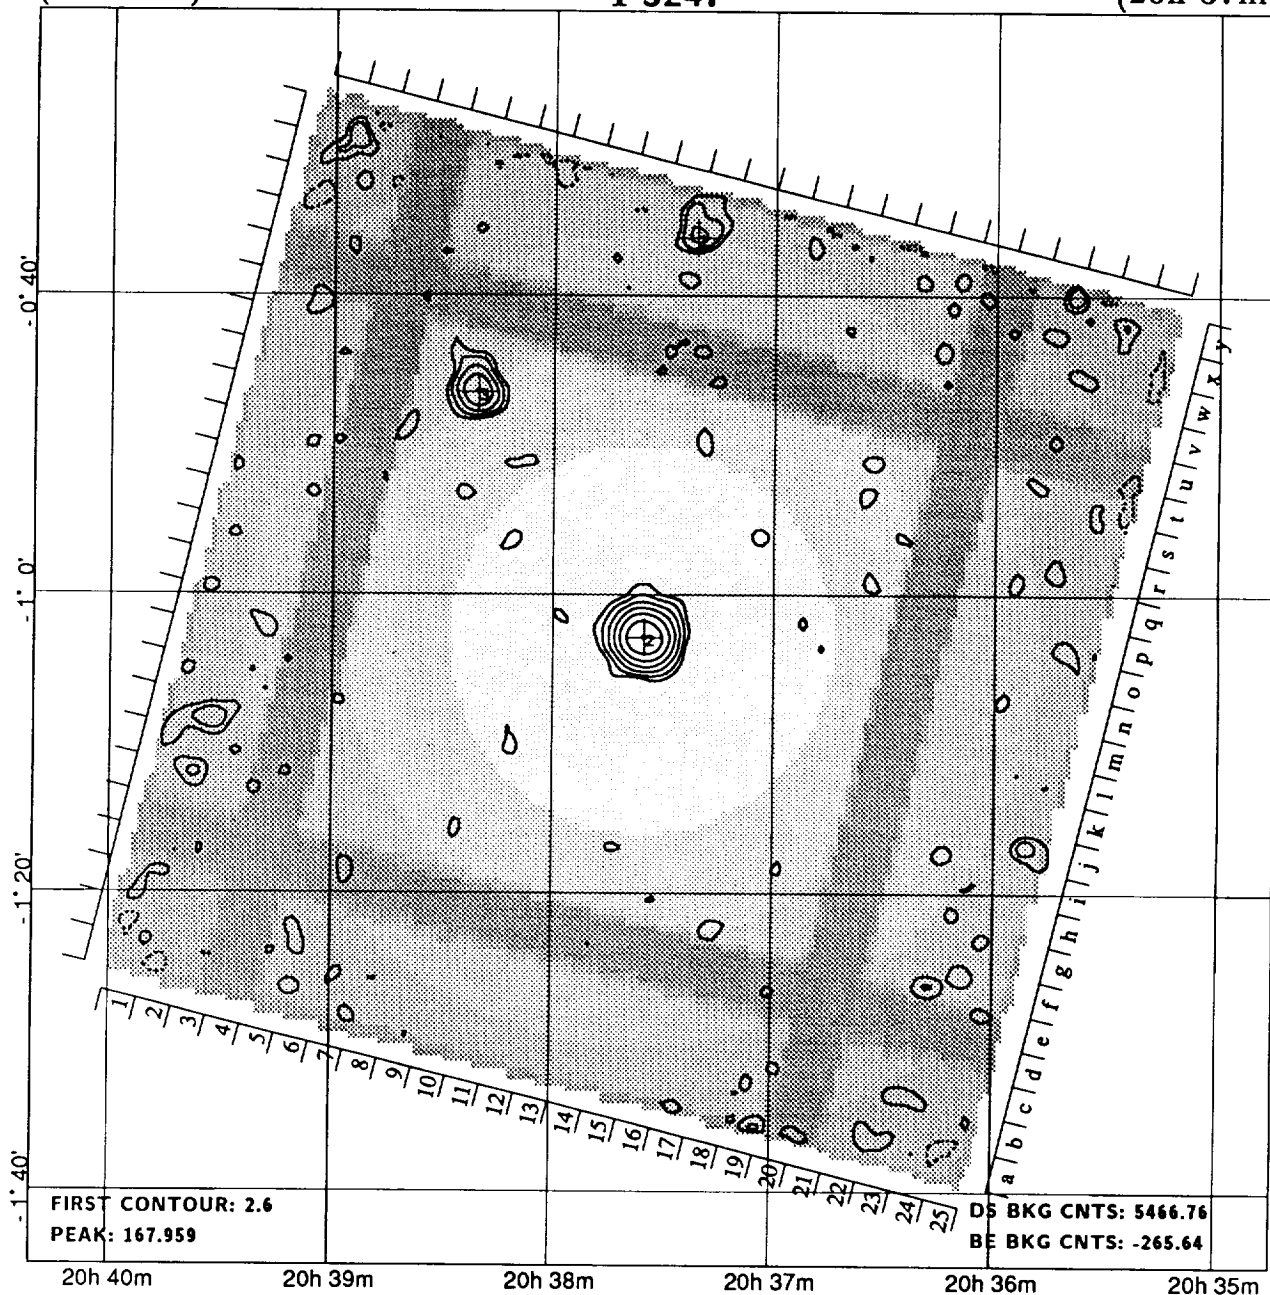 - 0° 40'
- 1° 0'
- 1° 20'
- 1° 40'
3
2
y
x
w
v
u
t
s
r
q
p
o
n
m
l
k
j
i
h
g
f
e
d
c
b
a
1 2 3 4 5 6 7 8 9 10 11 12 13 14 15 16 17 18 19 20 21 22 23 24 25
FIRST CONTOUR: 2.6
PEAK: 167.959
DS BKG CNTS: 5466.76
BE BKG CNTS: -265.64
20h 40m 20h 39m 20h 38m 20h 37m 20h 36m 20h 35m